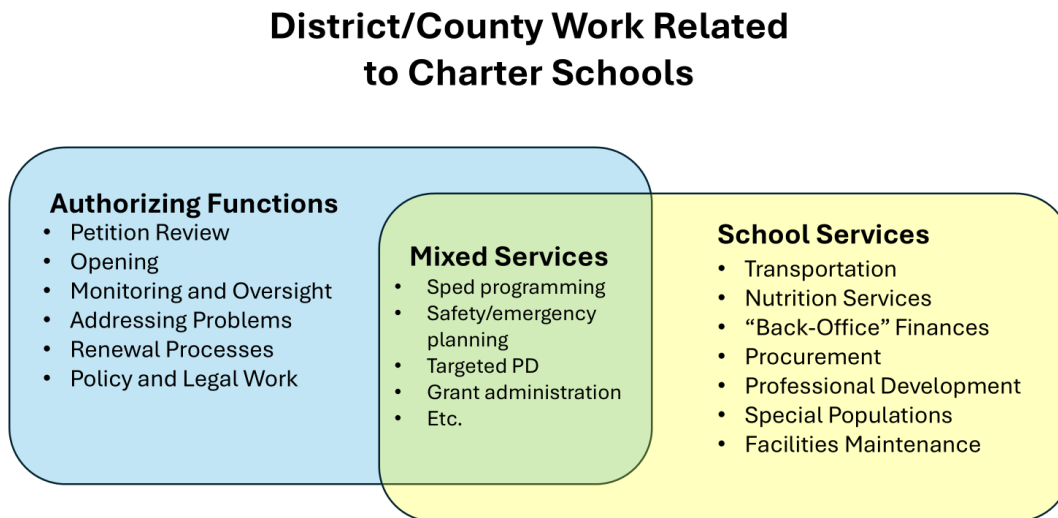 District/County Work Related
to Charter Schools
Authorizing Functions
• Petition Review
• Opening
• Monitoring and Oversight
• Addressing Problems
• Renewal Processes
• Policy and Legal Work
Mixed Services
• Sped programming
• Safety/emergency
planning
• Targeted PD
• Grant administration
• Etc.
School Services
• Transportation
• Nutrition Services
• “Back-Office” Finances
• Procurement
• Professional Development
• Special Populations
• Facilities Maintenance